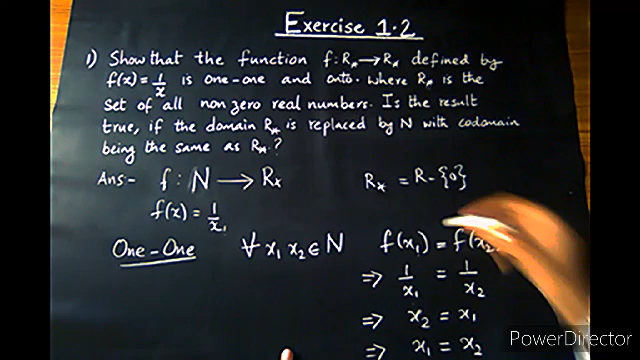 Exercise 1.2
1) Show that the function f: R* → R* defined by
f(x) = 1/x is one-one and onto. where R* is the
set of all non zero real numbers. Is the result
true, if the domain R* is replaced by N with codomain
being the same as R*?
Ans- f : N → R* R* = R - {0}
f(x) = 1/x₁
One-One ∀ x₁ x₂ ∈ N f(x₁) = f(x₂
⇒ 1/x₁ = 1/x₂
⇒ x₂ = x₁
⇒ x₁ = x₂
PowerDirector